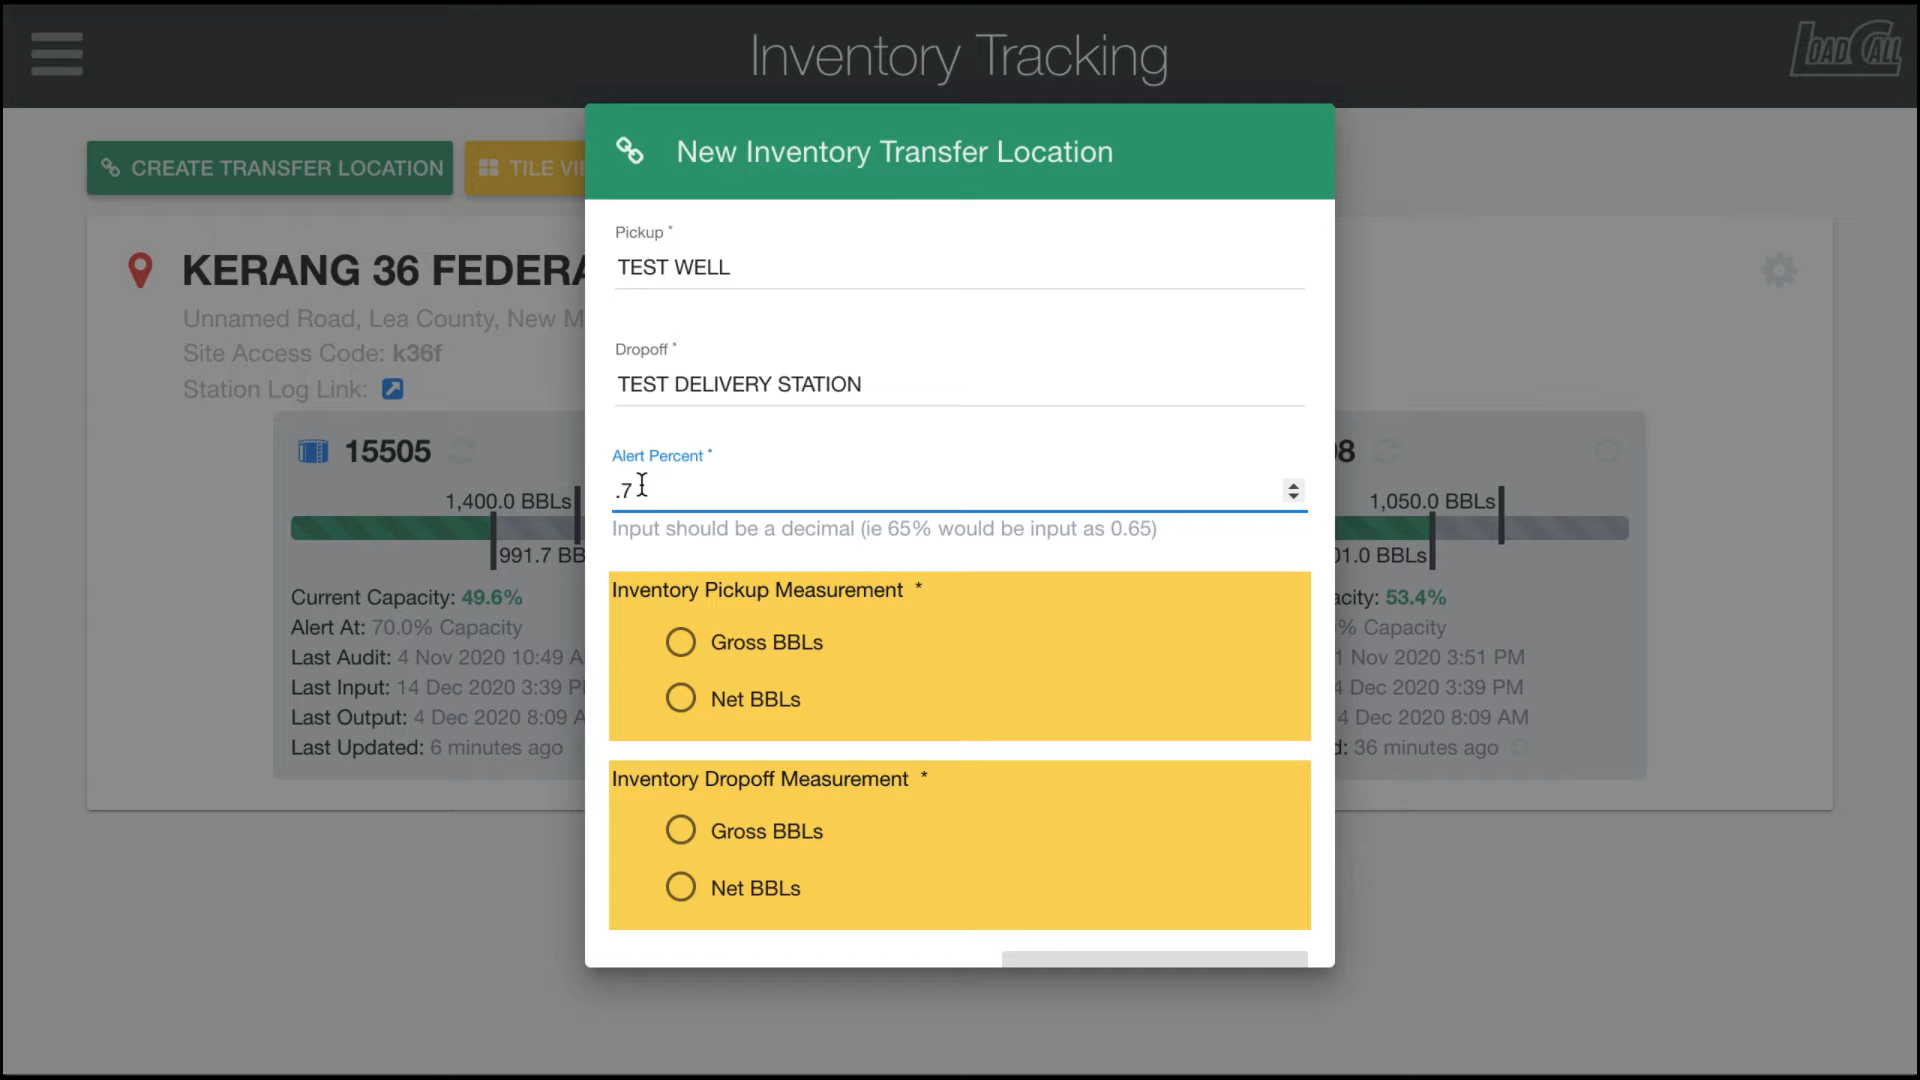 Inventory Tracking
LOAD CALL
CREATE TRANSFER LOCATION
TILE VIE
KERANG 36 FEDERA
Unnamed Road, Lea County, New M
Site Access Code: k36f
Station Log Link:
15505
1,400.0 BBLs
991.7 BB
Current Capacity: 49.6%
Alert At: 70.0% Capacity
Last Audit: 4 Nov 2020 10:49 A
Last Input: 14 Dec 2020 3:39 P
Last Output: 4 Dec 2020 8:09 A
Last Updated: 6 minutes ago
New Inventory Transfer Location
Pickup *
TEST WELL
Dropoff *
TEST DELIVERY STATION
Alert Percent *
.7
Input should be a decimal (ie 65% would be input as 0.65)
Inventory Pickup Measurement *
Gross BBLs
Net BBLs
Inventory Dropoff Measurement *
Gross BBLs
Net BBLs
8
1,050.0 BBLs
01.0 BBLs
acity: 53.4%
% Capacity
1 Nov 2020 3:51 PM
4 Dec 2020 3:39 PM
4 Dec 2020 8:09 AM
d: 36 minutes ago